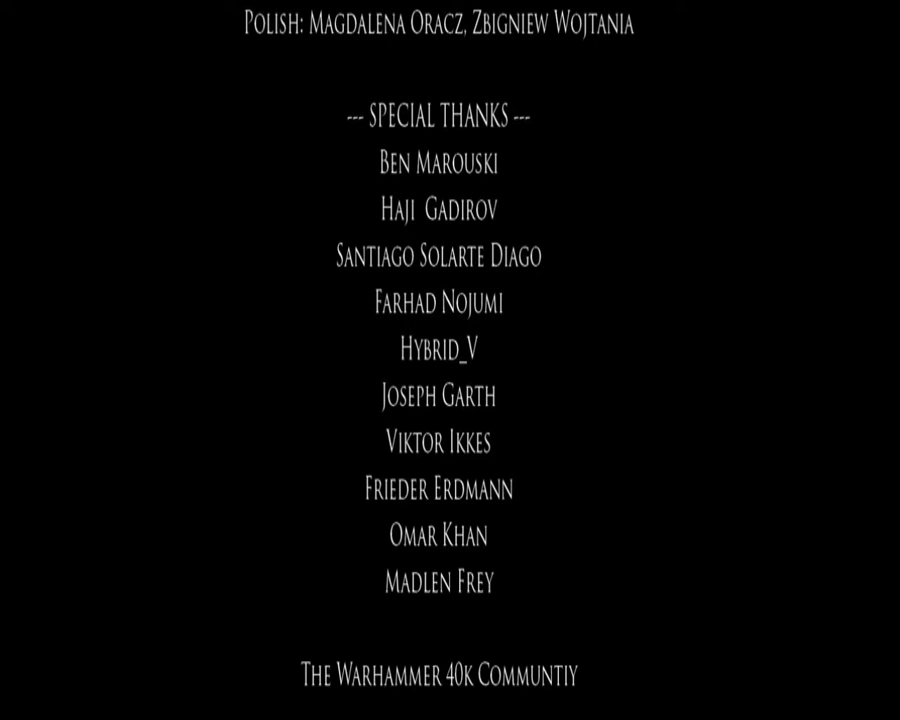 Polish: Magdalena Oracz, Zbigniew Wojtania
--- SPECIAL THANKS ---
Ben Marouski
Haji Gadirov
Santiago Solarte Diago
Farhad Nojumi
Hybrid_V
Joseph Garth
Viktor Ikkes
Frieder Erdmann
Omar Khan
Madlen Frey
The Warhammer 40k Communtiy